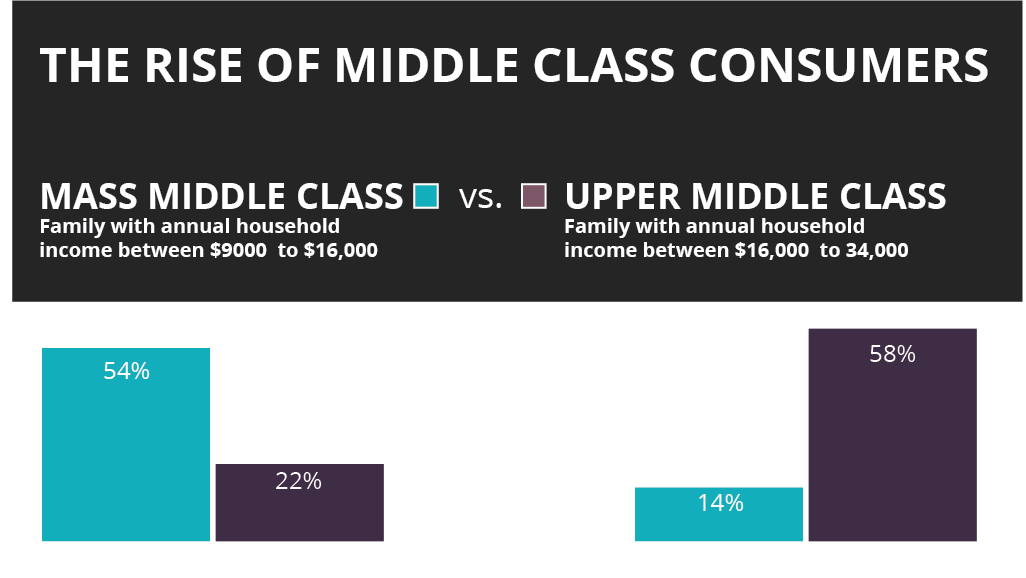 THE RISE OF MIDDLE CLASS CONSUMERS
MASS MIDDLE CLASS vs. UPPER MIDDLE CLASS
Family with annual household
income between $9000 to $16,000
Family with annual household
income between $16,000 to 34,000
54%
22%
14%
58%